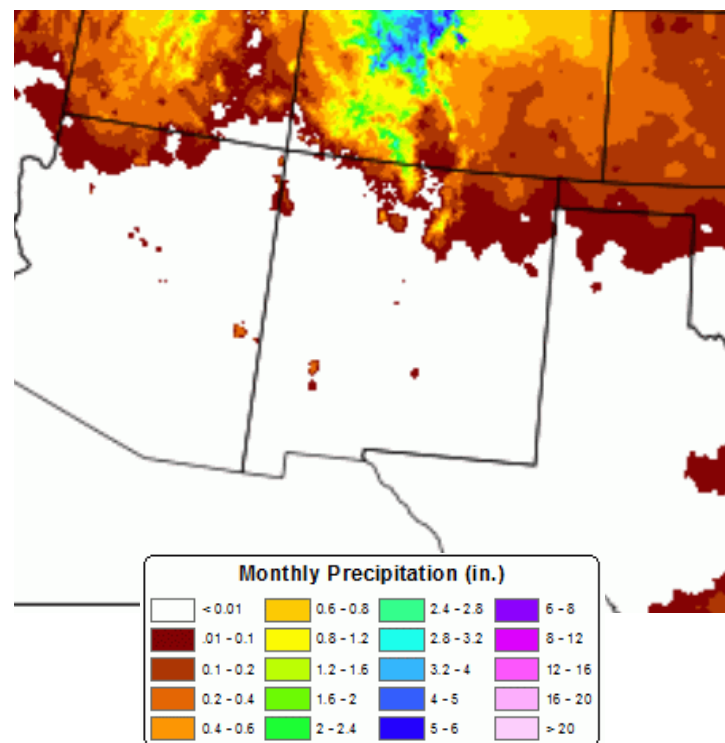 Monthly Precipitation (in.)
< 0.01 0.6 - 0.8 2.4 - 2.8 6 - 8
.01 - 0.1 0.8 - 1.2 2.8 - 3.2 8 - 12
0.1 - 0.2 1.2 - 1.6 3.2 - 4 12 - 16
0.2 - 0.4 1.6 - 2 4 - 5 16 - 20
0.4 - 0.6 2 - 2.4 5 - 6 > 20